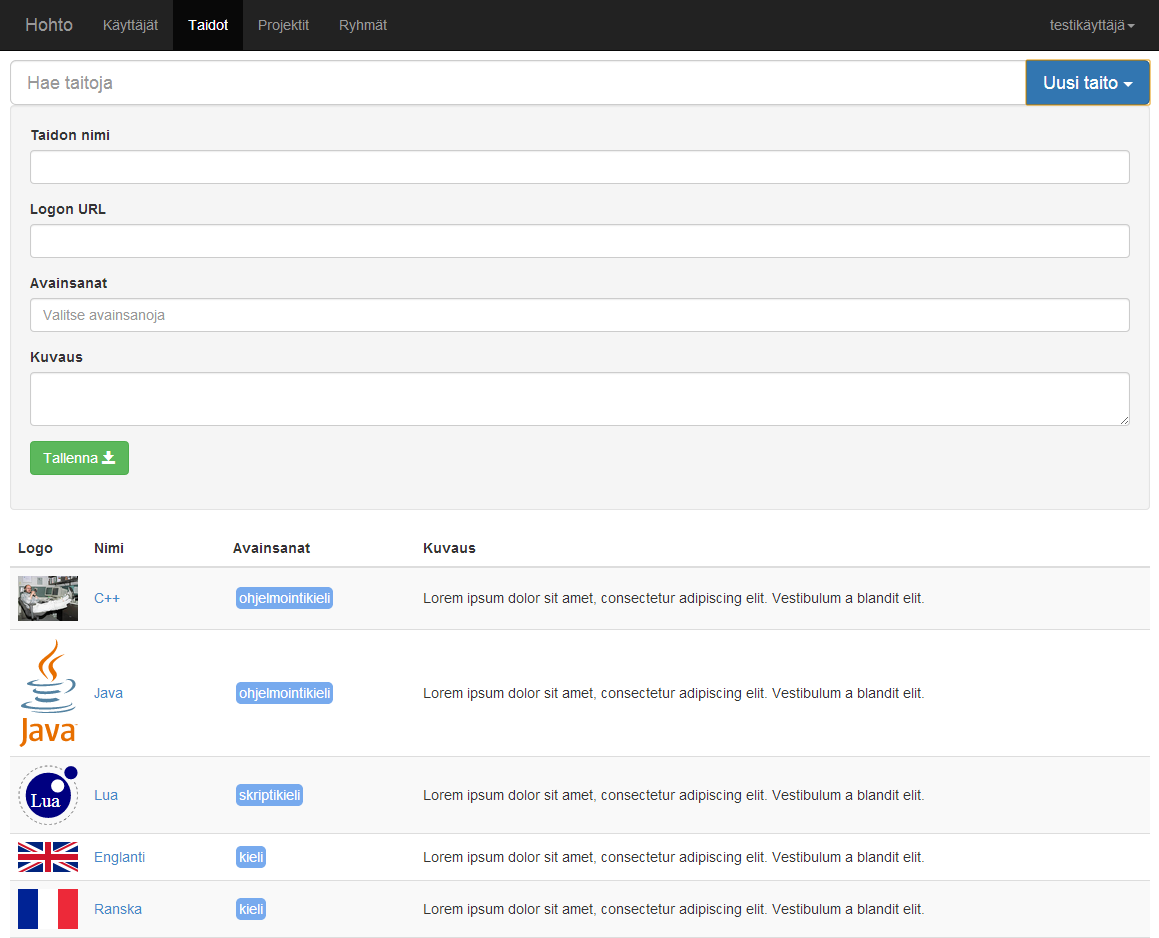 Hohto Käyttäjät Taidot Projektit Ryhmät testikäyttäjä
Hae taitoja Uusi taito
Taidon nimi
Logon URL
Avainsanat
Valitse avainsanoja
Kuvaus
Tallenna
Logo Nimi Avainsanat Kuvaus
C++ ohjelmointikieli Lorem ipsum dolor sit amet, consectetur adipiscing elit. Vestibulum a blandit elit.
Java ohjelmointikieli Lorem ipsum dolor sit amet, consectetur adipiscing elit. Vestibulum a blandit elit.
Java
Lua Lua skriptikieli Lorem ipsum dolor sit amet, consectetur adipiscing elit. Vestibulum a blandit elit.
Englanti kieli Lorem ipsum dolor sit amet, consectetur adipiscing elit. Vestibulum a blandit elit.
Ranska kieli Lorem ipsum dolor sit amet, consectetur adipiscing elit. Vestibulum a blandit elit.